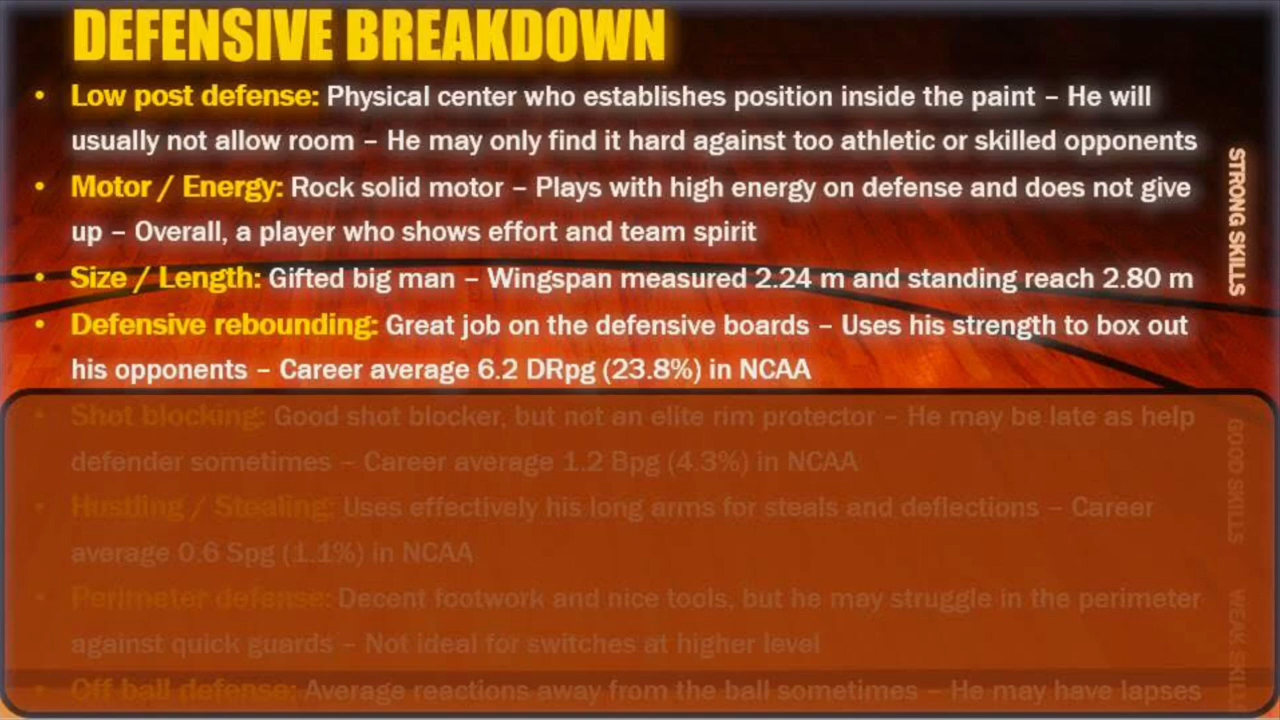 DEFENSIVE BREAKDOWN
• Low post defense: Physical center who establishes position inside the paint – He will
usually not allow room – He may only find it hard against too athletic or skilled opponents
• Motor / Energy: Rock solid motor – Plays with high energy on defense and does not give
up – Overall, a player who shows effort and team spirit
• Size / Length: Gifted big man – Wingspan measured 2.24 m and standing reach 2.80 m
• Defensive rebounding: Great job on the defensive boards – Uses his strength to box out
his opponents – Career average 6.2 DRpg (23.8%) in NCAA
STRONG SKILLS
• Shot blocking: Good shot blocker, but not an elite rim protector – He may be late as help
defender sometimes – Career average 1.2 Bpg (4.3%) in NCAA
• Hustling / Stealing: Uses effectively his long arms for steals and deflections – Career
average 0.6 Spg (1.1%) in NCAA
GOOD SKILLS
• Perimeter defense: Decent footwork and nice tools, but he may struggle in the perimeter
against quick guards – Not ideal for switches at higher level
• Off ball defense: Average reactions away from the ball sometimes – He may have lapses
WEAK SKILLS